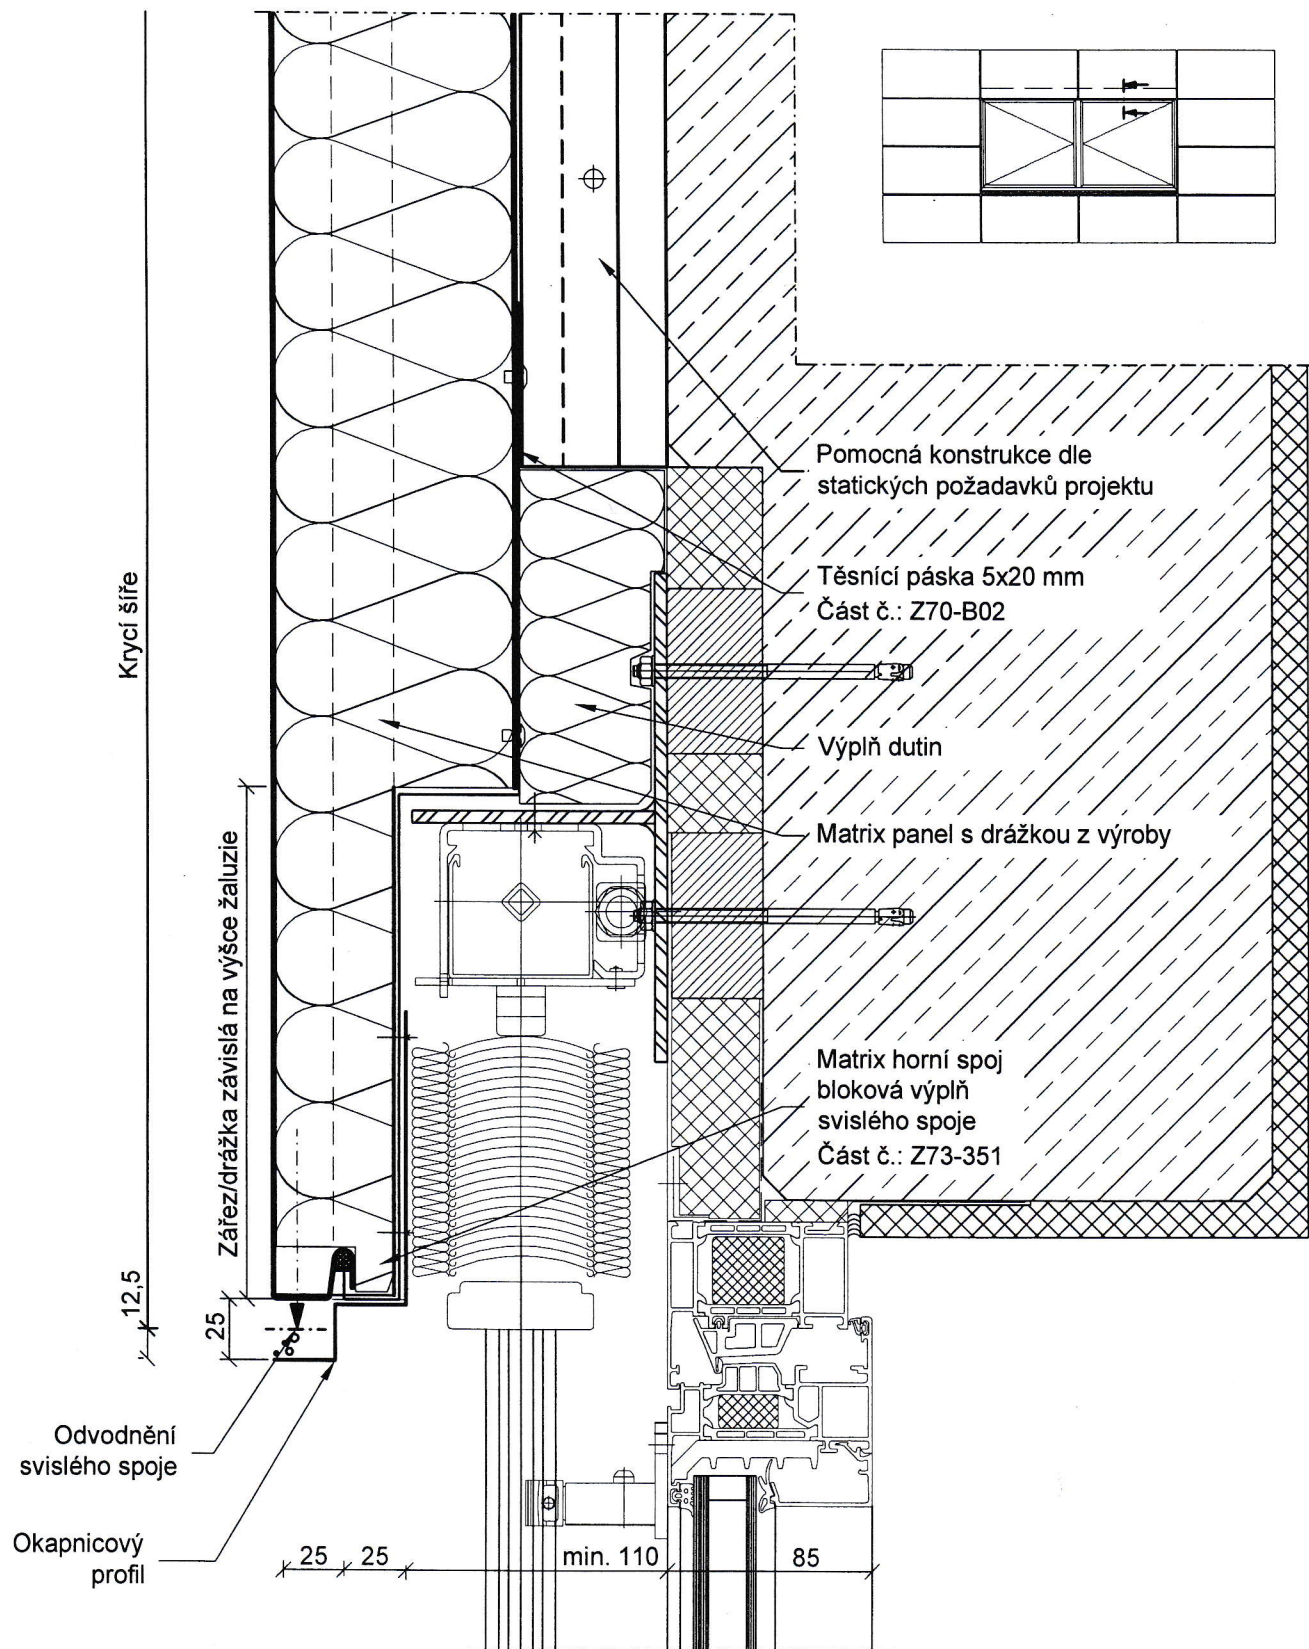 Pomocná konstrukce dle
statických požadavků projektu
Těsnící páska 5x20 mm
Část č.: Z70-B02
Krycí šíře
Výplň dutin
Matrix panel s drážkou z výroby
Zářez/drážka závislá na výšce žaluzie
Matrix horní spoj
bloková výplň
svislého spoje
Část č.: Z73-351
12,5
25
Odvodnění
svislého spoje
Okapnicový
profil
25
25
min. 110
85